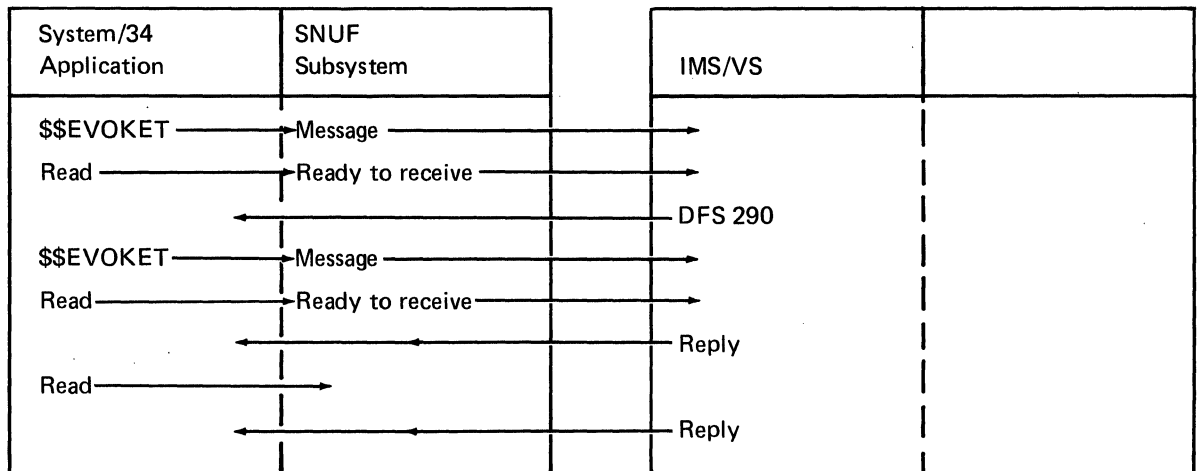 System/34 Application
SNUF Subsystem
IMS/VS
$$EVOKET Message
Read Ready to receive
DFS 290
$$EVOKET Message
Read Ready to receive
Reply
Read
Reply